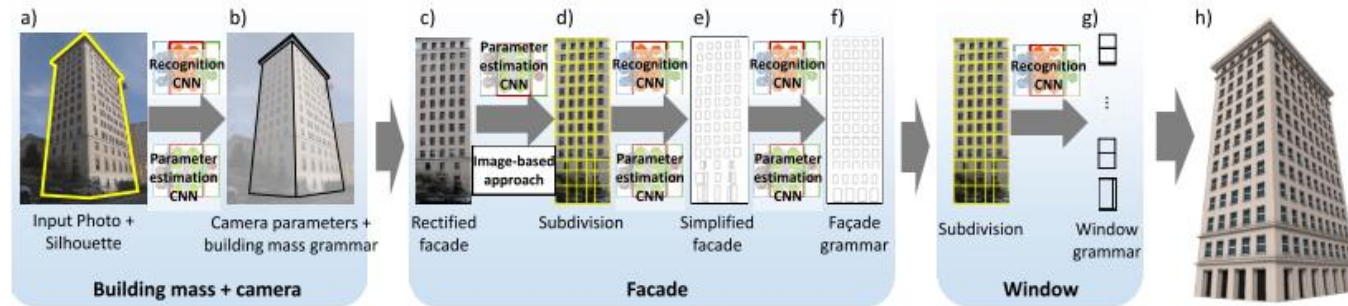 a)
b)
c)
d)
e)
f)
g)
h)
Recognition
CNN
Parameter
estimation
CNN
Input Photo +
Silhouette
Camera parameters +
building mass grammar
Building mass + camera
Parameter
estimation
CNN
Image-based
approach
Recognition
CNN
Parameter
estimation
CNN
Recognition
CNN
Parameter
estimation
CNN
Rectified
facade
Subdivision
Simplified
facade
Façade
grammar
Facade
Recognition
CNN
...
Subdivision
Window
grammar
Window